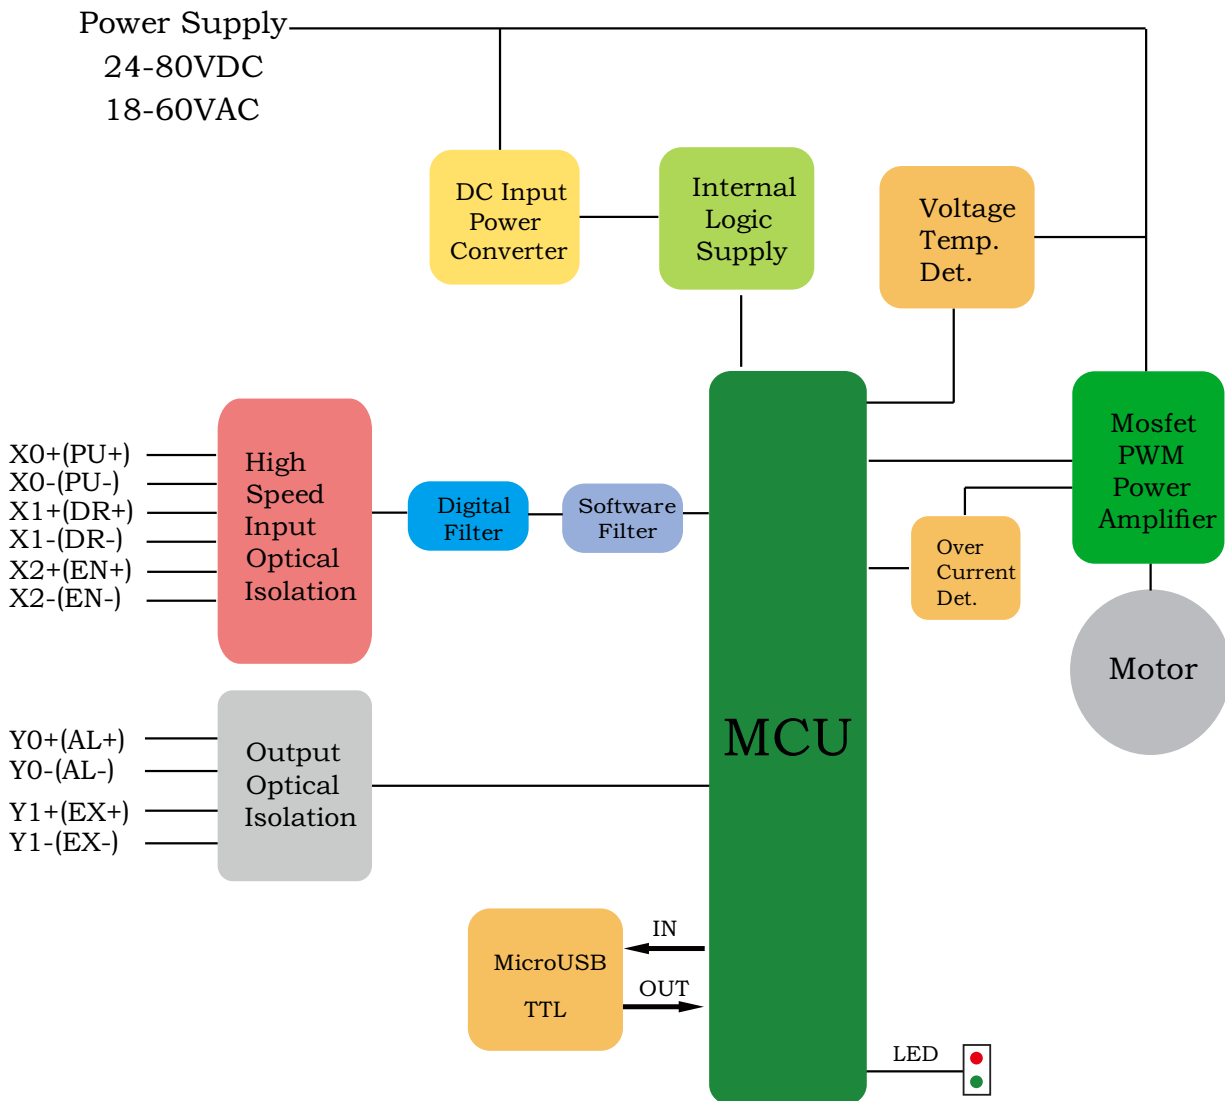 Power Supply
24-80VDC
18-60VAC
DC Input
Power
Converter
Internal
Logic
Supply
Voltage
Temp.
Det.
X0+(PU+)
X0-(PU-)
X1+(DR+)
X1-(DR-)
X2+(EN+)
X2-(EN-)
High
Speed
Input
Optical
Isolation
Digital
Filter
Software
Filter
MCU
Over
Current
Det.
Mosfet
PWM
Power
Amplifier
Motor
Y0+(AL+)
Y0-(AL-)
Y1+(EX+)
Y1-(EX-)
Output
Optical
Isolation
MicroUSB
TTL
IN
OUT
LED